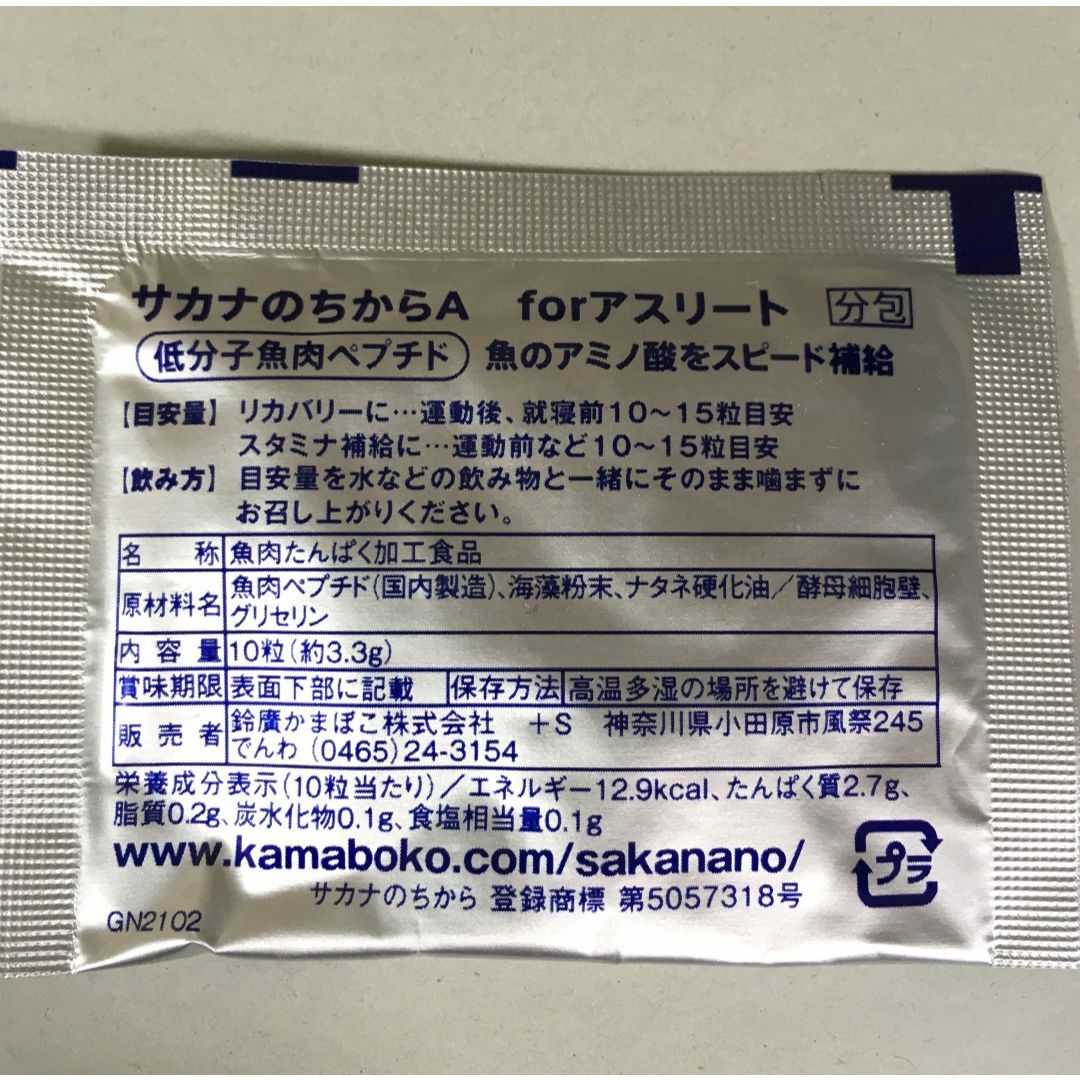 サカナのちからA forアスリート 分包
低分子魚肉ペプチド 魚のアミノ酸をスピード補給
【目安量】 リカバリーに…運動後、就寝前10〜15粒目安
スタミナ補給に…運動前など10〜15粒目安
【飲み方】 目安量を水などの飲み物と一緒にそのまま噛まずに
お召し上がりください。
名称 魚肉たんぱく加工食品
原材料名 魚肉ペプチド(国内製造)、海藻粉末、ナタネ硬化油／酵母細胞壁、
グリセリン
内容量 10粒(約3.3g)
賞味期限 表面下部に記載 保存方法 高温多湿の場所を避けて保存
販売者 鈴廣かまぼこ株式会社 +S 神奈川県小田原市風祭245
でんわ (0465)24-3154
栄養成分表示(10粒当たり)／エネルギー12.9kcal、たんぱく質2.7g、
脂質0.2g、炭水化物0.1g、食塩相当量0.1g
www.kamaboko.com/sakanano/
プラ
サカナのちから 登録商標 第5057318号
GN2102